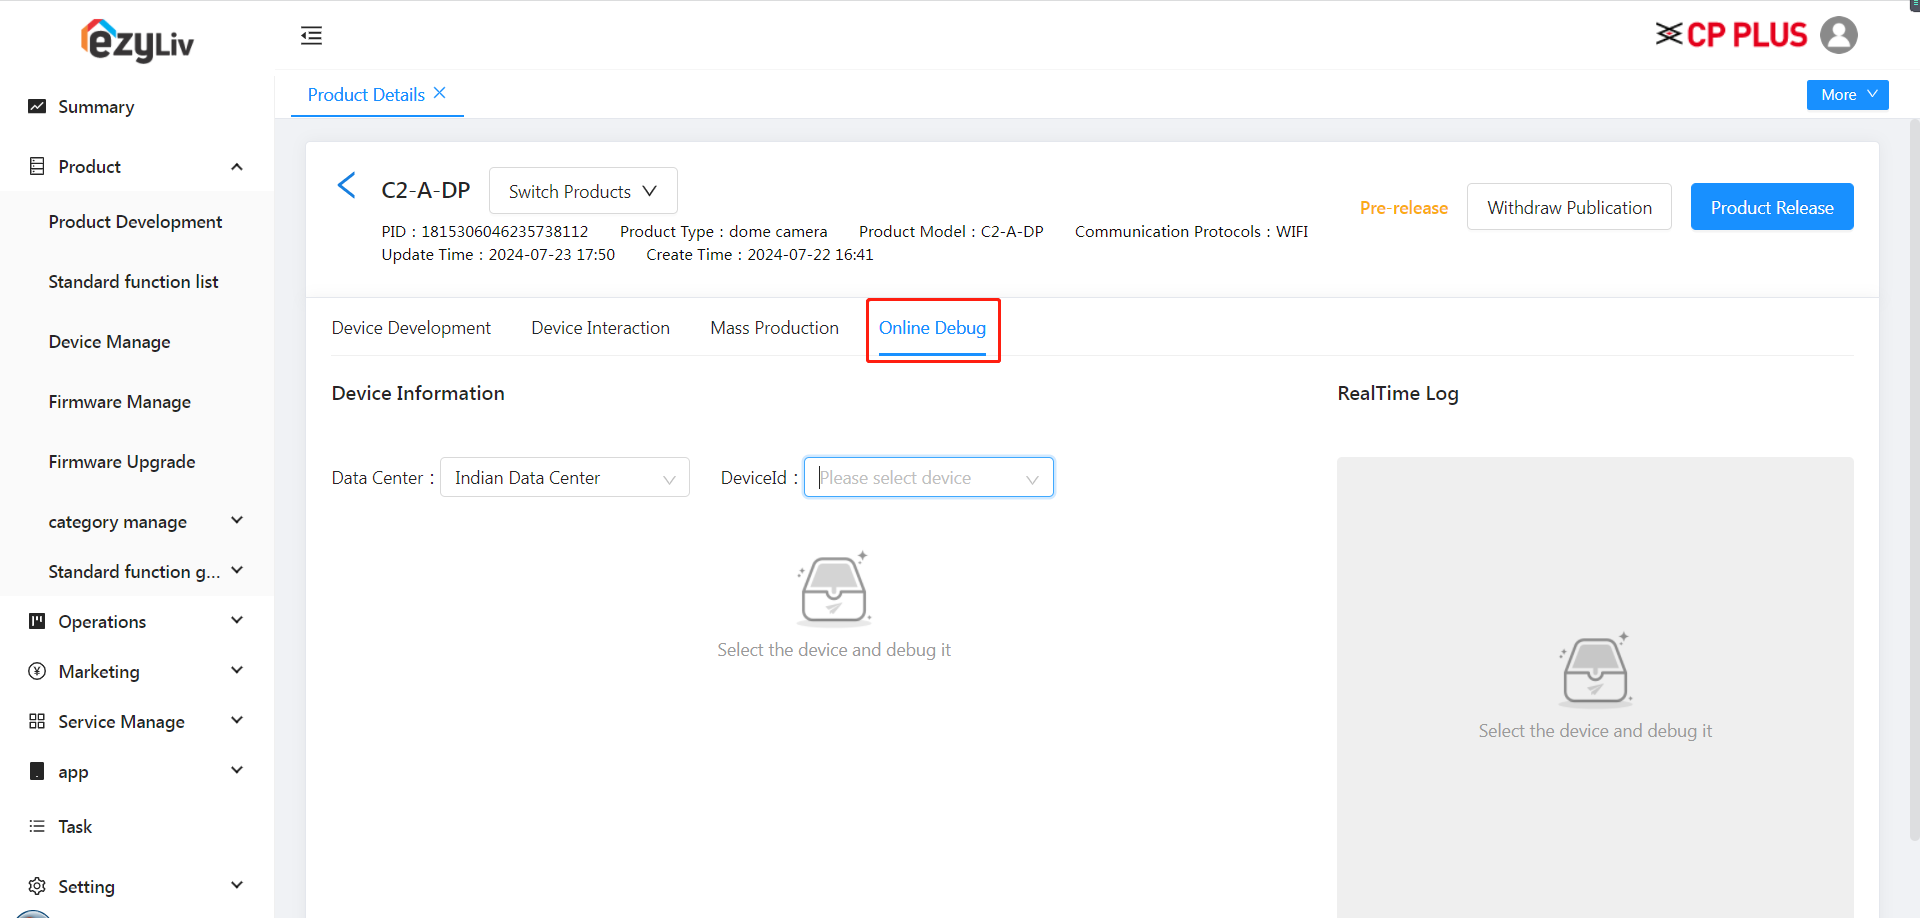 ezyLiv
CP PLUS
Summary
Product
Product Development
Standard function list
Device Manage
Firmware Manage
Firmware Upgrade
category manage
Standard function g...
Operations
Marketing
Service Manage
app
Task
Setting
Product Details
More
C2-A-DP
Switch Products
Pre-release
Withdraw Publication
Product Release
PID : 1815306046235738112 Product Type : dome camera Product Model : C2-A-DP Communication Protocols : WIFI
Update Time : 2024-07-23 17:50 Create Time : 2024-07-22 16:41
Device Development Device Interaction Mass Production Online Debug
Device Information
Data Center : Indian Data Center DeviceId : Please select device
Select the device and debug it
RealTime Log
Select the device and debug it